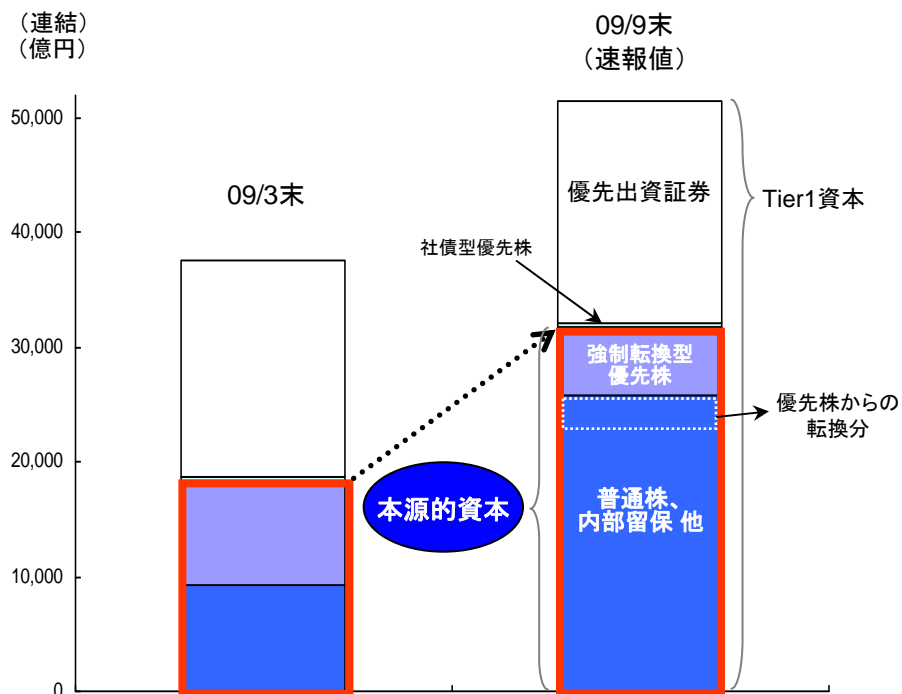 （連結）
（億円）
09/9末
（速報値）
50,000
40,000
30,000
20,000
10,000
0
09/3末
優先出資証券
Tier1資本
社債型優先株
強制転換型
優先株
優先株からの
転換分
本源的資本
普通株、
内部留保 他